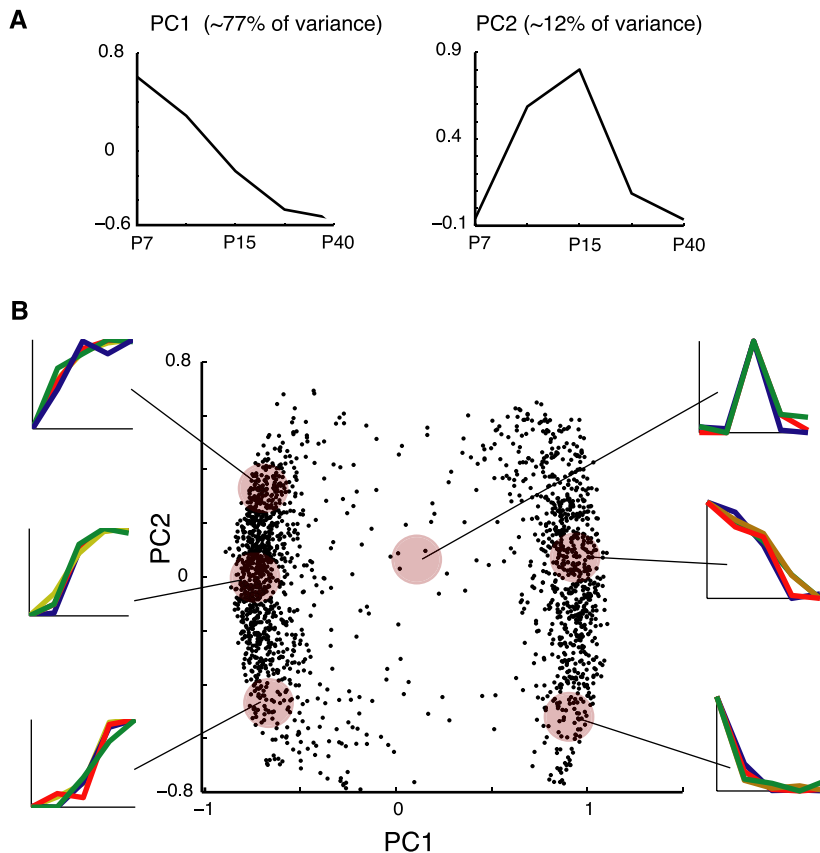 A
PC1 (~77% of variance)
PC2 (~12% of variance)
0.8
0
−0.6
P7
P15
P40
0.9
0.4
−0.1
P7
P15
P40
B
0.8
0
−0.8
PC2
−1
0
1
PC1